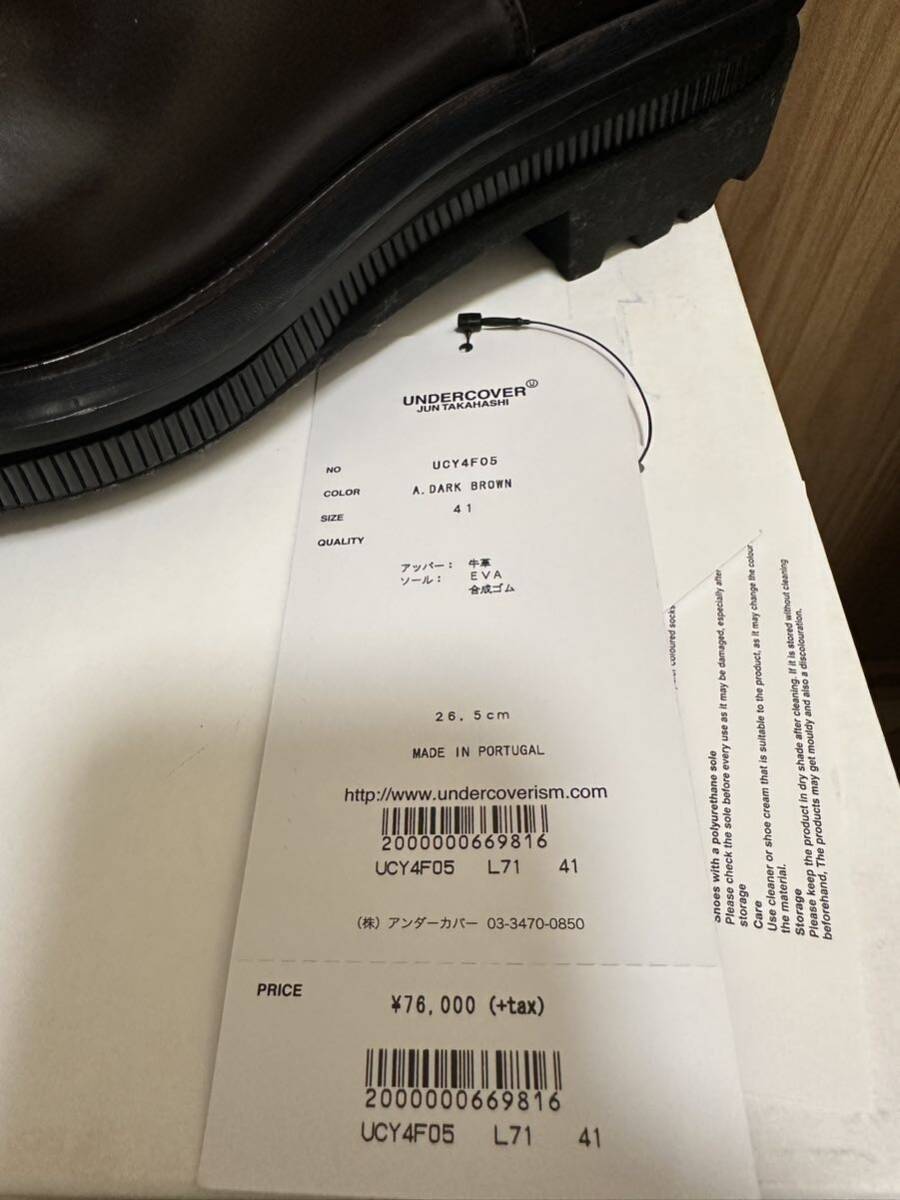 UNDERCOVER Ⓤ
JUN TAKAHASHI
NO UCY4F05
COLOR A.DARK BROWN
SIZE 41
QUALITY
アッパー： 牛革
ソール： EVA
合成ゴム
26.5cm
MADE IN PORTUGAL
http://www.undercoverism.com
2000000669816
UCY4F05 L71 41
（株）アンダーカバー 03-3470-0850
PRICE ¥76,000 (+tax)
2000000669816
UCY4F05 L71 41
coloured socks
Shoes with a polyurethane sole
Please check the sole before every use as it may be damaged, especially after
storage
Care
Use cleaner or shoe cream that is suitable to the product, as it may change the colour
the material.
Storage
Please keep the product in dry shade after cleaning. If it is stored without cleaning
beforehand, The products may get mouldy and also a discolouration.